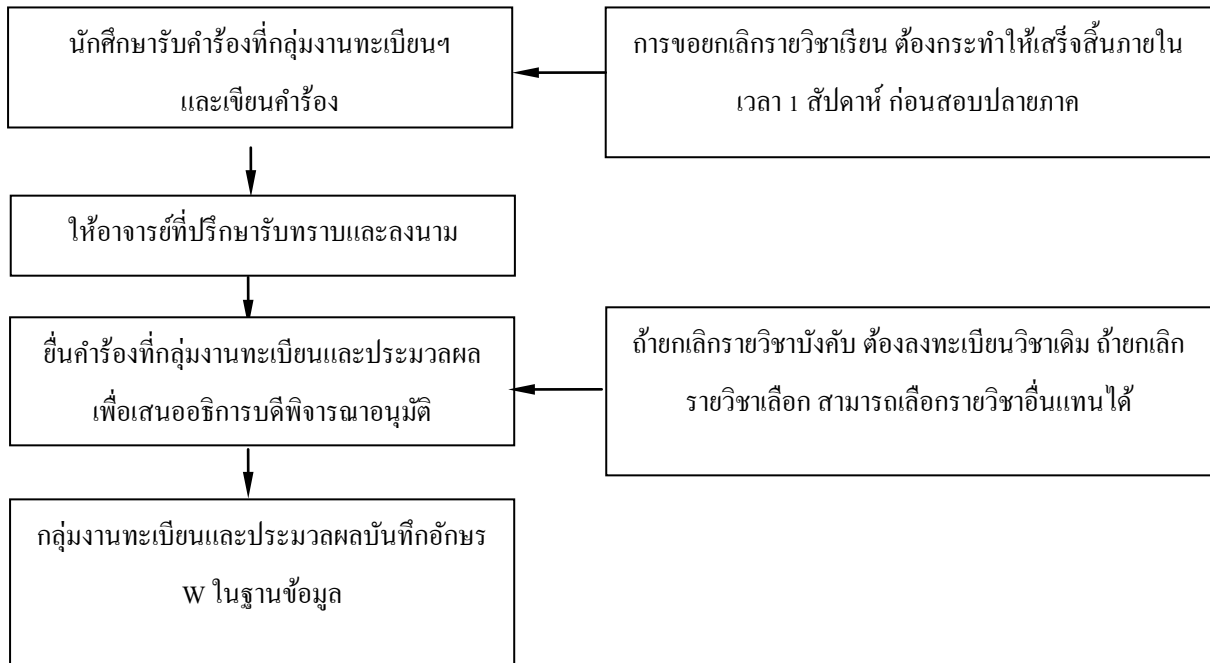 นักศึกษารับคำร้องที่กลุ่มงานทะเบียนฯ
และเขียนคำร้อง
การขอยกเลิกรายวิชาเรียน ต้องกระทำให้เสร็จสิ้นภายใน
เวลา 1 สัปดาห์ ก่อนสอบปลายภาค
ให้อาจารย์ที่ปรึกษารับทราบและลงนาม
ยื่นคำร้องที่กลุ่มงานทะเบียนและประมวลผล
เพื่อเสนออธิการบดีพิจารณาอนุมัติ
ถ้ายกเลิกรายวิชาบังคับ ต้องลงทะเบียนวิชาเดิม ถ้ายกเลิก
รายวิชาเลือก สามารถเลือกรายวิชาอื่นแทนได้
กลุ่มงานทะเบียนและประมวลผลบันทึกอักษร
W ในฐานข้อมูล